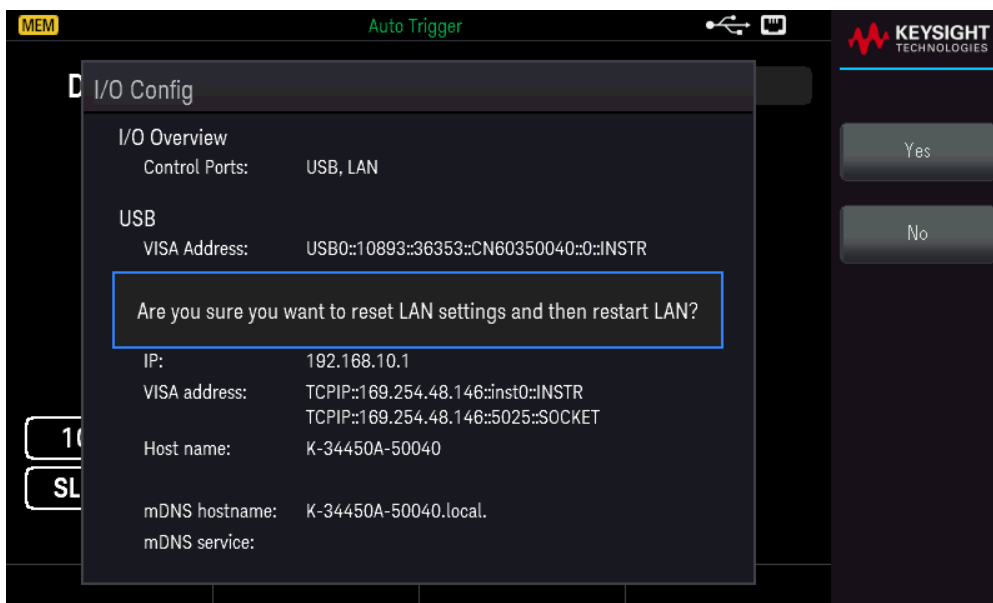 MEM
Auto Trigger
KEYSIGHT
TECHNOLOGIES
D
I/O Config
I/O Overview
Control Ports: USB, LAN
Yes
USB
No
VISA Address: USB0::10893::36353::CN60350040::0::INSTR
Are you sure you want to reset LAN settings and then restart LAN?
IP: 192.168.10.1
VISA address: TCPIP::169.254.48.146::inst0::INSTR
TCPIP::169.254.48.146::5025::SOCKET
10
Host name: K-34450A-50040
SL
mDNS hostname: K-34450A-50040.local.
mDNS service: